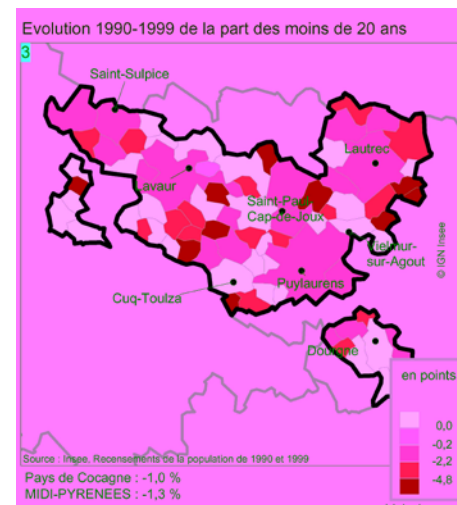 Evolution 1990-1999 de la part des moins de 20 ans
3
Saint-Sulpice
Lautrec
Lavaur
Saint-Paul-
Cap-de-Joux
Vielmur-
sur-Agout
© IGN Insee
Puylaurens
Cuq-Toulza
Dourgne
en points
0,0
-0,2
-2,2
-4,8
Source : Insee, Recensements de la population de 1990 et 1999
Pays de Cocagne : -1,0 %
MIDI-PYRENEES : -1,3 %